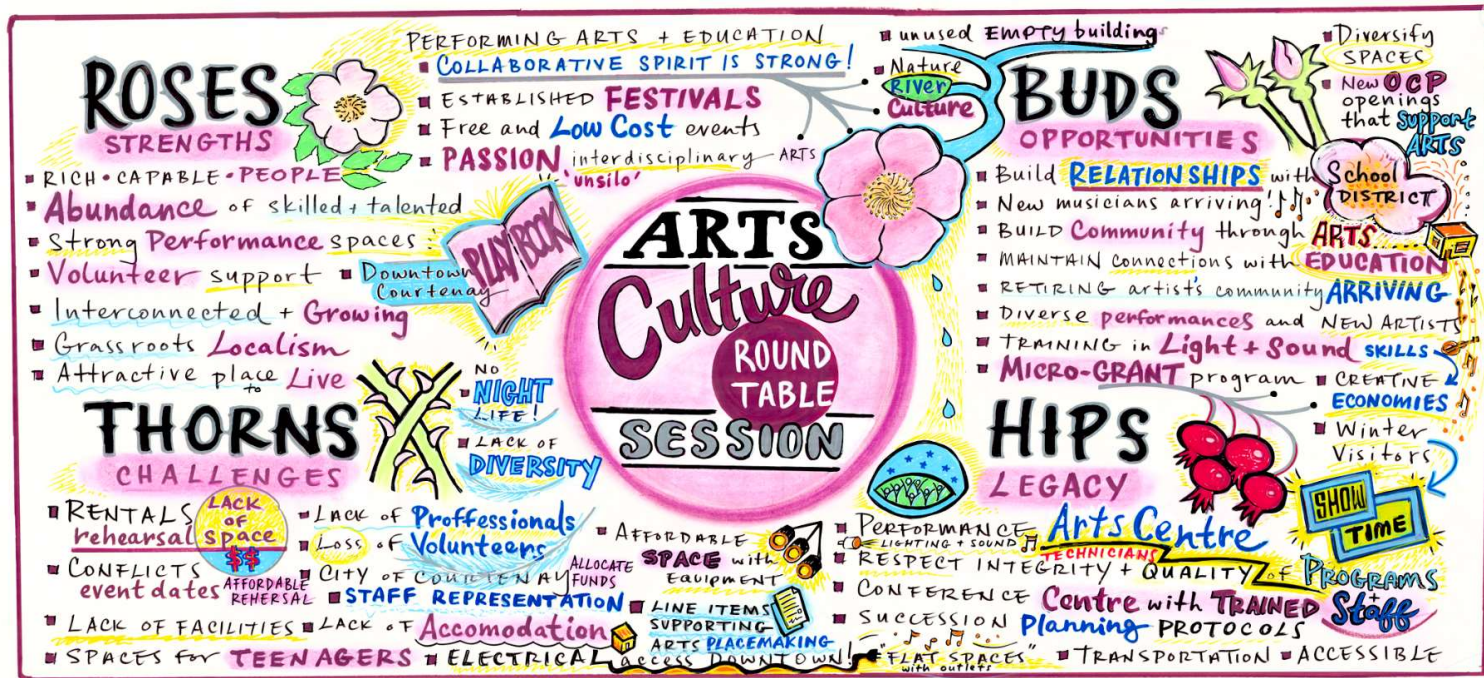 ROSES
STRENGTHS
PERFORMING ARTS + EDUCATION
COLLABORATIVE SPIRIT IS STRONG!
ESTABLISHED FESTIVALS
Free and Low Cost events
PASSION interdisciplinary ARTS
'unsilo'
RICH • CAPABLE • PEOPLE
Abundance of skilled + talented
Strong Performance spaces
Volunteer support
Downtown
Courtenay
PLAYBOOK
Interconnected + Growing
Grassroots Localism
Attractive place to Live
unused EMPTY building
Nature
River
Culture
ARTS
Culture
ROUND
TABLE
SESSION
BUDS
OPPORTUNITIES
Diversify
SPACES
New OCP
openings
that support
ARTS
Build RELATIONSHIPS with
School
DISTRICT
New musicians arriving!
BUILD Community through ARTS
MAINTAIN connections with EDUCATION
RETIRING artist's community ARRIVING
Diverse performances and NEW ARTISTS
TRAINING in Light + Sound SKILLS
MICRO-GRANT program
CREATIVE
ECONOMIES
Winter
Visitors
THORNS
CHALLENGES
NO
NIGHT
LIFE!
LACK OF
DIVERSITY
RENTALS
rehearsal
LACK
OF
Space
$$
AFFORDABLE
REHERSAL
CONFLICTS
event dates
LACK OF FACILITIES
SPACES for TEENAGERS
LACK of Proffessionals
Loss of Volunteers
CITY OF COURTENAY
ALLOCATE
FUNDS
STAFF REPRESENTATION
LACK OF Accomodation
ELECTRICAL access DOWNTOWN!
AFFORDABLE
SPACE with
Equipment
LINE ITEMS
SUPPORTING
ARTS PLACEMAKING
HIPS
LEGACY
SHOW
TIME
PERFORMANCE Arts Centre
LIGHTING + SOUND
TECHNICIANS
RESPECT INTEGRITY + QUALITY of PROGRAMS
+
Staff
CONFERENCE Centre with TRAINED
SUCCESSION Planning PROTOCOLS
"FLAT SPACES"
with outlets
TRANSPORTATION
ACCESSIBLE